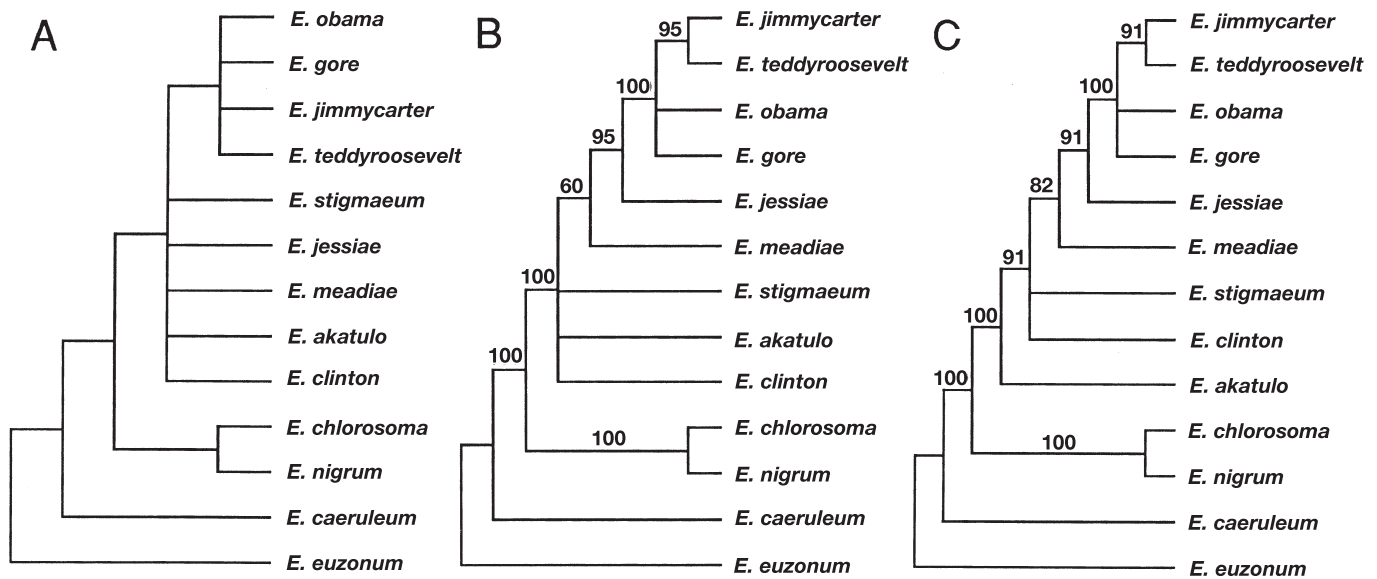 A
E. obama
E. gore
E. jimmycarter
E. teddyroosevelt
E. stigmaeum
E. jessiae
E. meadiae
E. akatulo
E. clinton
E. chlorosoma
E. nigrum
E. caeruleum
E. euzonum
B
95
E. jimmycarter
E. teddyroosevelt
100
E. obama
E. gore
95
E. jessiae
60
E. meadiae
100
E. stigmaeum
E. akatulo
E. clinton
100
E. chlorosoma
100
E. nigrum
E. caeruleum
E. euzonum
C
91
E. jimmycarter
E. teddyroosevelt
100
E. obama
E. gore
91
E. jessiae
82
E. meadiae
91
E. stigmaeum
E. clinton
100
E. akatulo
100
E. chlorosoma
100
E. nigrum
E. caeruleum
E. euzonum